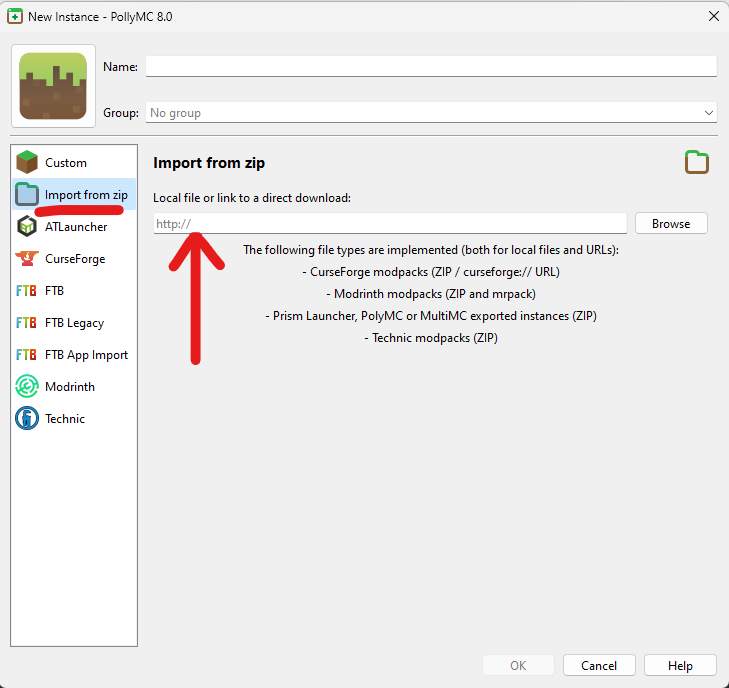 New Instance - PollyMC 8.0
Name:
Group: No group
Custom
Import from zip
ATLauncher
CurseForge
FTB FTB
FTB FTB Legacy
FTB FTB App Import
Modrinth
Technic
Import from zip
Local file or link to a direct download:
http:// Browse
The following file types are implemented (both for local files and URLs):
- CurseForge modpacks (ZIP / curseforge:// URL)
- Modrinth modpacks (ZIP and mrpack)
- Prism Launcher, PolyMC or MultiMC exported instances (ZIP)
- Technic modpacks (ZIP)
OK Cancel Help